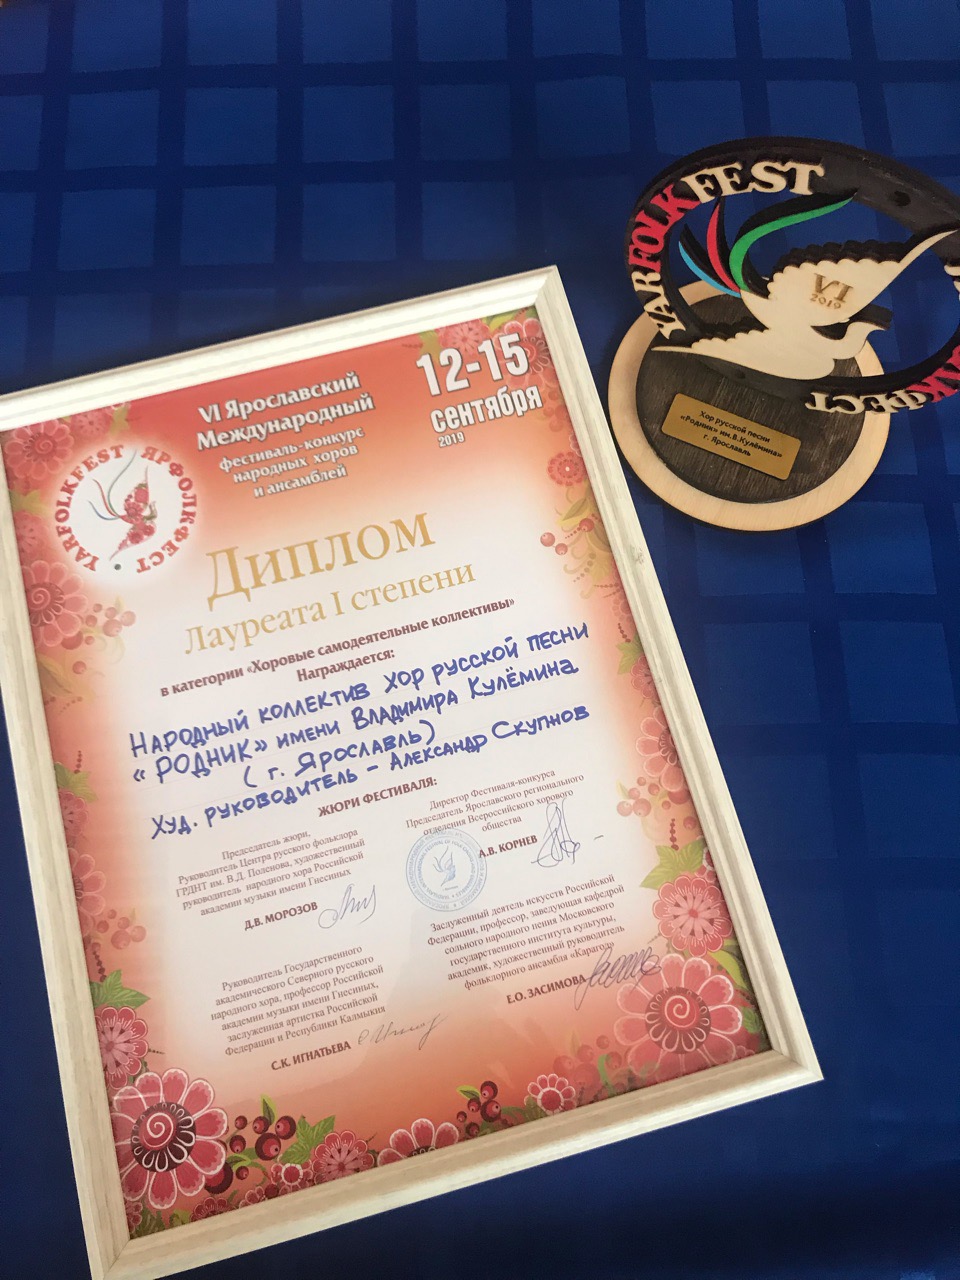 VI Ярославский
Международный
фестиваль-конкурс
народных хоров
и ансамблей
12-15
сентября
2019
YARFOLKFEST ЯРФОЛКФЕСТ
Диплом
Лауреата I степени
в категории «Хоровые самодеятельные коллективы»
Награждается:
Народный коллектив хор русской песни
«Родник» имени Владимира Кулёмина
(г. Ярославль)
Худ. руководитель – Александр Скупнов
ЖЮРИ ФЕСТИВАЛЯ:
Председатель жюри,
Руководитель Центра русского фольклора
ГРДНТ им. В.Д. Поленова, художественный
руководитель народного хора Российской
академии музыки имени Гнесиных
Д.В. МОРОЗОВ
Директор Фестиваля-конкурса
Председатель Ярославского регионального
отделения Всероссийского хорового
общества
А.В. КОРНЕВ
Руководитель Государственного
академического Северного русского
народного хора, профессор Российской
академии музыки имени Гнесиных,
заслуженная артистка Российской
Федерации и Республики Калмыкия
С.К. ИГНАТЬЕВА
Заслуженный деятель искусств Российской
Федерации, профессор, заведующая кафедрой
сольного народного пения Московского
государственного института культуры,
академик, художественный руководитель
фольклорного ансамбля «Карагод»
Е.О. ЗАСИМОВА
YARFOLKFEST
VI
2019
Хор русской песни
«Родник» им.В.Кулёмина»
г. Ярославль